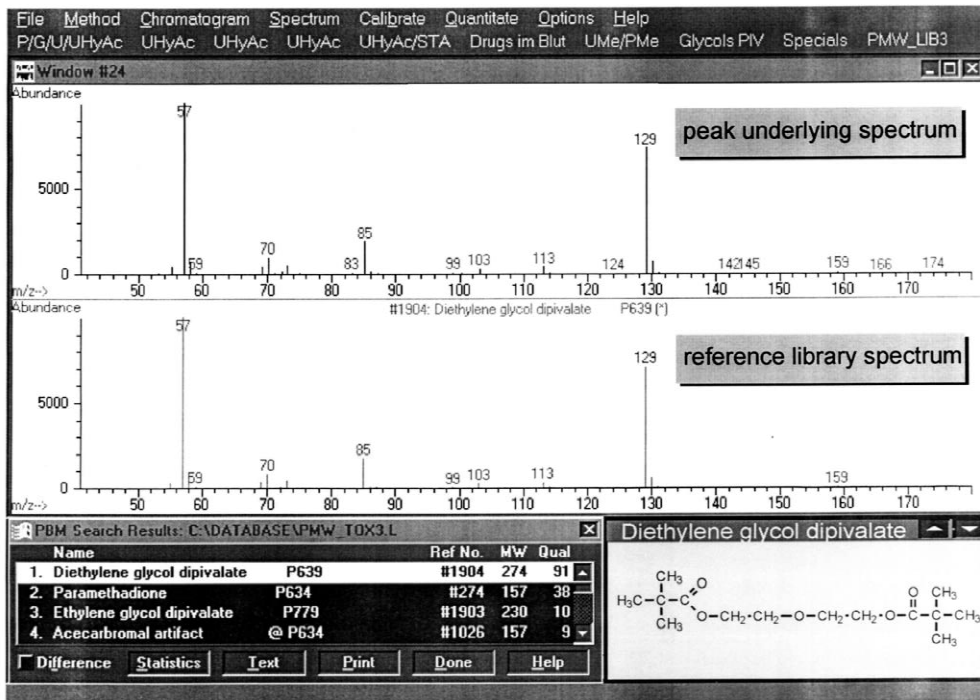 File Method Chromatogram Spectrum Calibrate Quantitate Options Help
P/G/U/UHyAc UHyAc UHyAc UHyAc UHyAc/STA Drugs im Blut UMe/PMe Glycols PIV Specials PMW_LIB3
Window #24
Abundance
57
peak underlying spectrum
129
5000
85
70
59 83 99 103 113 124 142 145 159 166 174
0
m/z--> 50 60 70 80 90 100 110 120 130 140 150 160 170
Abundance
#1904: Diethylene glycol dipivalate P639 (*)
57
129
reference library spectrum
5000
85
70
59 99 103 113 159
0
m/z--> 50 60 70 80 90 100 110 120 130 140 150 160 170
PBM Search Results: C:\DATABASE\PMW_TOX3.L
Name Ref No. MW Qual
1. Diethylene glycol dipivalate P639 #1904 274 91
2. Paramethadione P634 #274 157 38
3. Ethylene glycol dipivalate P779 #1903 230 10
4. Acecarbromal artifact @ P634 #1026 157 9
Difference Statistics Text Print Done Help
Diethylene glycol dipivalate
CH₃ O
H₃C-C-C O CH₃
CH₃ O-CH₂-CH₂-O-CH₂-CH₂-O-C-C-CH₃
CH₃